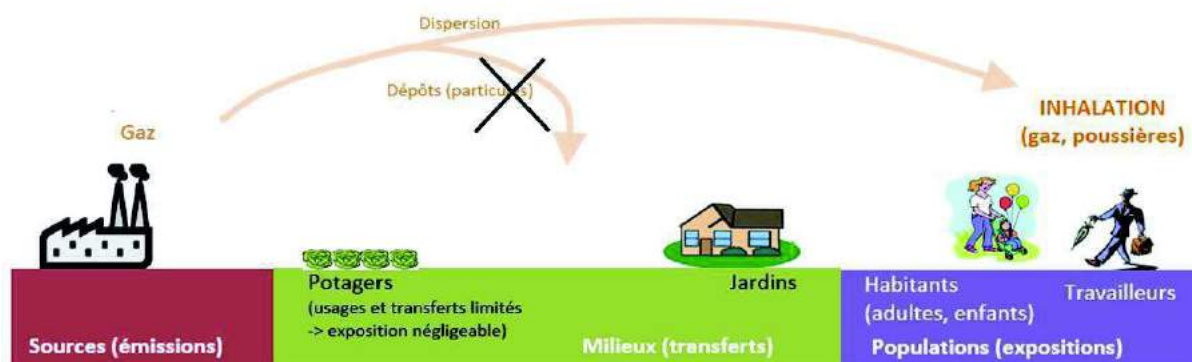 Dispersion
Dépôts (particules)
Gaz
INHALATION
(gaz, poussières)
Potagers
(usages et transferts limités
-> exposition négligeable)
Jardins
Habitants
(adultes, enfants)
Travailleurs
Sources (émissions)
Milieux (transferts)
Populations (expositions)